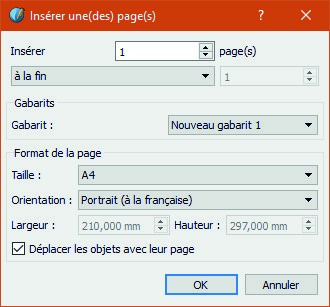 Insérer une(des) page(s)
?
Insérer 1 page(s)
à la fin 1
Gabarits
Gabarit : Nouveau gabarit 1
Format de la page
Taille : A4
Orientation : Portrait (à la française)
Largeur : 210,000 mm Hauteur : 297,000 mm
Déplacer les objets avec leur page
OK Annuler